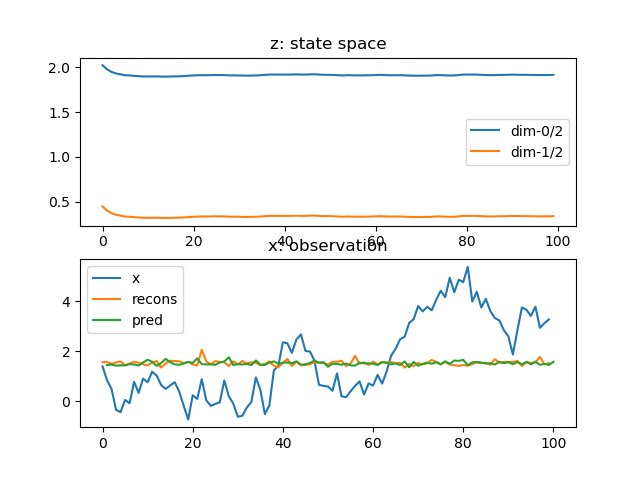 z: state space
2.0
1.5
1.0
0.5
dim-0/2
dim-1/2
0 20 40 60 80 100
x: observation
4
2
0
x
recons
pred
0 20 40 60 80 100